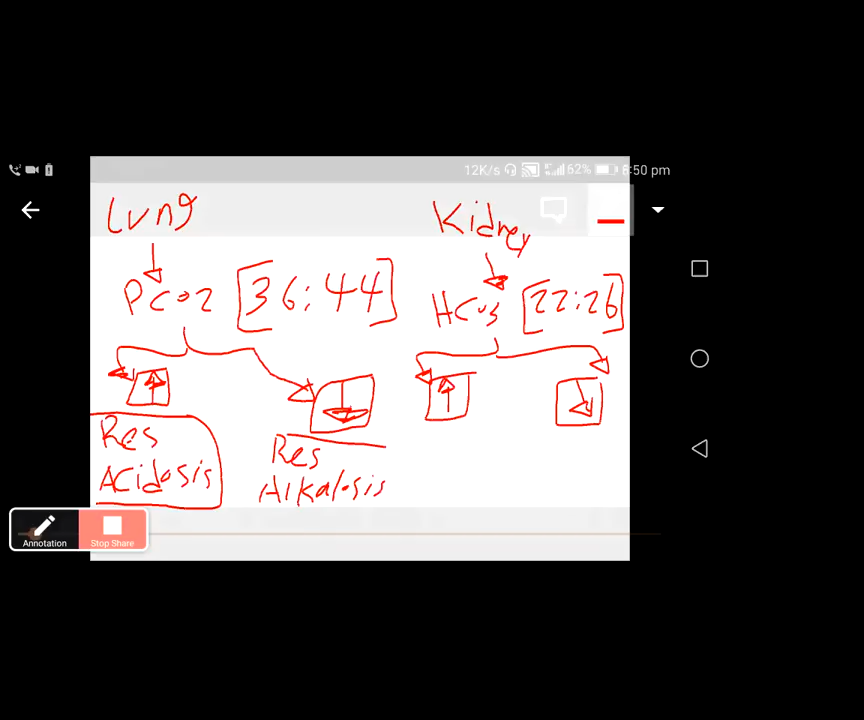 12K/s 62% 8:50 pm
Lung
Kidney
PCO2 [36:44]
HCO3 [22:26]
Res
Acidosis
Res
Alkalosis
Annotation
Stop Share